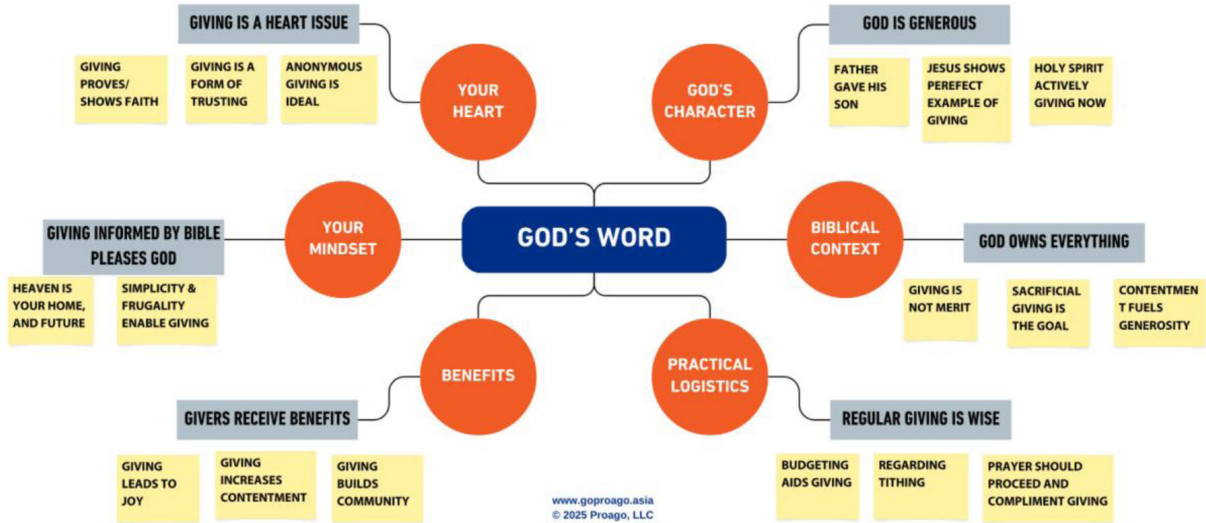 GIVING IS A HEART ISSUE
GIVING
PROVES/
SHOWS FAITH
GIVING IS A
FORM OF
TRUSTING
ANONYMOUS
GIVING IS
IDEAL
YOUR
HEART
GOD'S
CHARACTER
GOD IS GENEROUS
FATHER
GAVE HIS
SON
JESUS SHOWS
PEREFECT
EXAMPLE OF
GIVING
HOLY SPIRIT
ACTIVELY
GIVING NOW
GIVING INFORMED BY BIBLE
PLEASES GOD
HEAVEN IS
YOUR HOME,
AND FUTURE
SIMPLICITY &
FRUGALITY
ENABLE GIVING
YOUR
MINDSET
GOD'S WORD
BIBLICAL
CONTEXT
GOD OWNS EVERYTHING
GIVING IS
NOT MERIT
SACRIFICIAL
GIVING IS
THE GOAL
CONTENTMEN
T FUELS
GENEROSITY
GIVERS RECEIVE BENEFITS
GIVING
LEADS TO
JOY
GIVING
INCREASES
CONTENTMENT
GIVING
BUILDS
COMMUNITY
BENEFITS
PRACTICAL
LOGISTICS
REGULAR GIVING IS WISE
BUDGETING
AIDS GIVING
REGARDING
TITHING
PRAYER SHOULD
PROCEED AND
COMPLIMENT GIVING
www.goproago.asia
© 2025 Proago, LLC